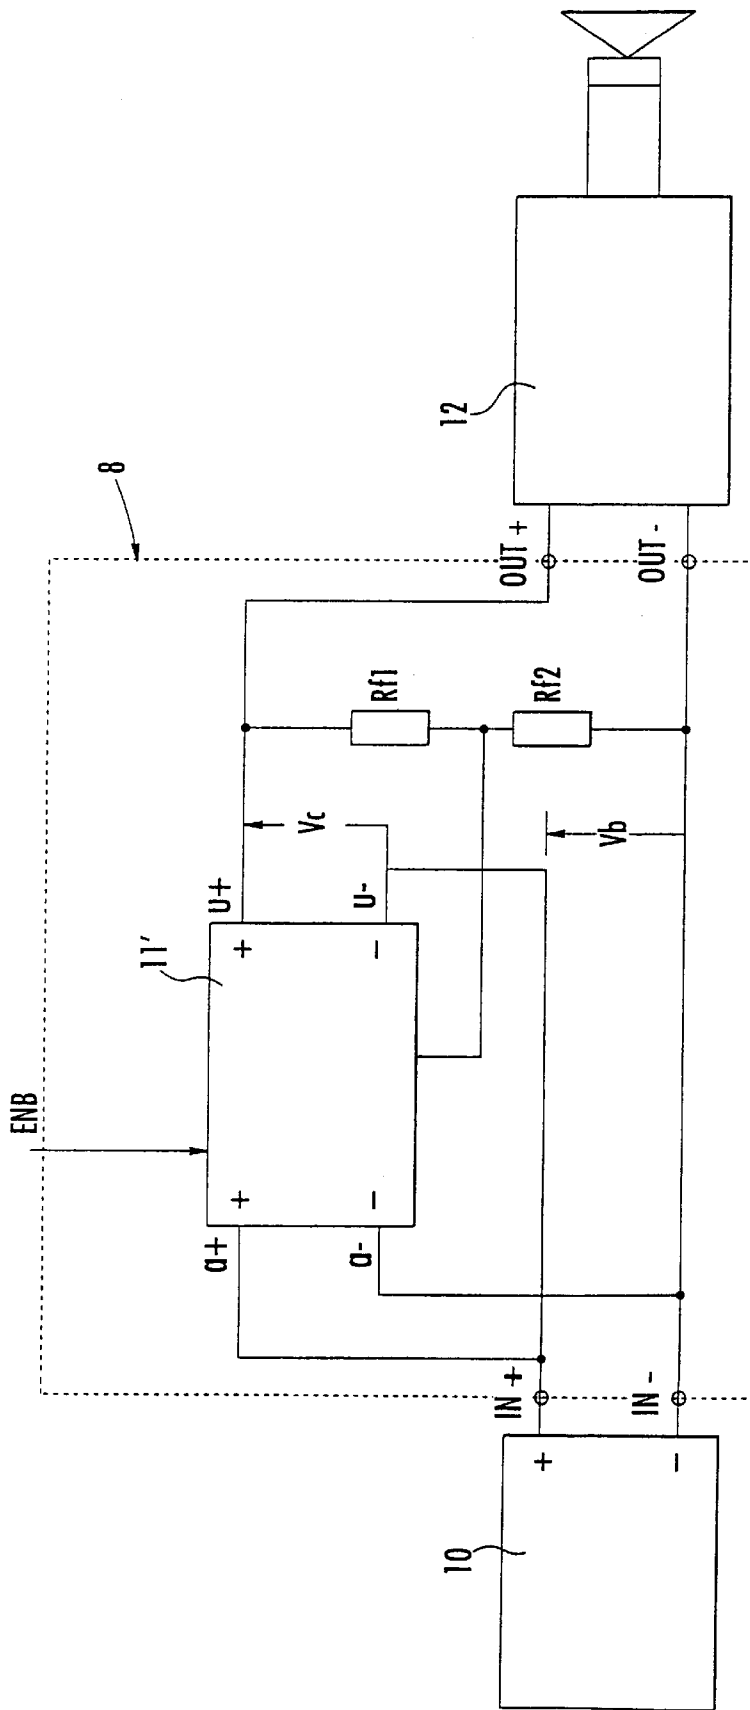 8
ENB
11′
a+
+
+
u+
a-
−
−
u-
Vc
Rf1
Rf2
Vb
10
+
−
IN +
IN -
OUT +
OUT -
12